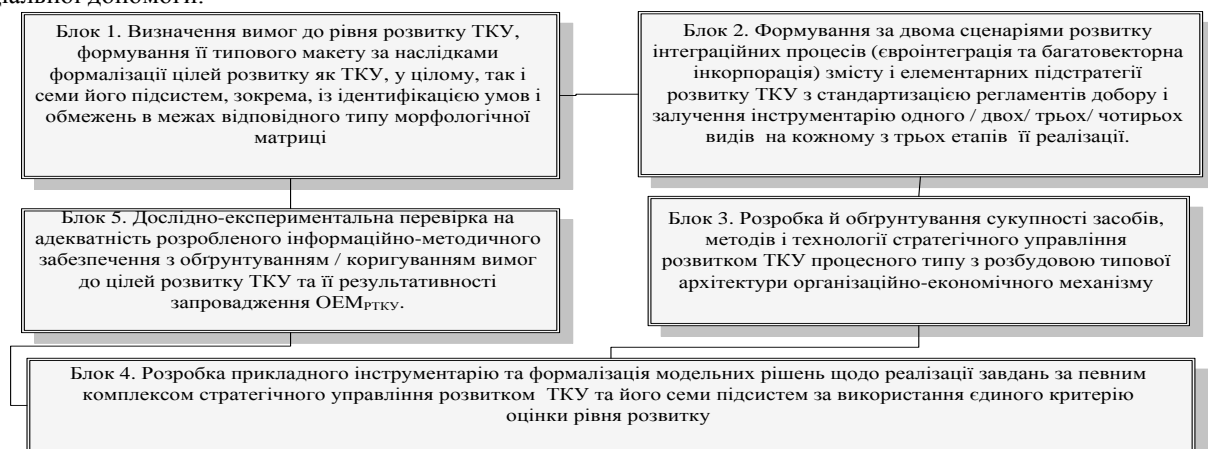 іальної допомоги.
Блок 1. Визначення вимог до рівня розвитку ТКУ,
формування її типового макету за наслідками
формалізації цілей розвитку як ТКУ, у цілому, так і
семи його підсистем, зокрема, із ідентифікацією умов і
обмежень в межах відповідного типу морфологічної
матриці
Блок 2. Формування за двома сценаріями розвитку
інтеграційних процесів (євроінтеграція та багатовекторна
інкорпорація) змісту і елементарних підстратегії
розвитку ТКУ з стандартизацією регламентів добору і
залучення інструментарію одного / двох/ трьох/ чотирьох
видів на кожному з трьох етапів її реалізації.
Блок 5. Дослідно-експериментальна перевірка на
адекватність розробленого інформаційно-методичного
забезпечення з обґрунтуванням / коригуванням вимог
до цілей розвитку ТКУ та її результативності
запровадження ОЕМРТКУ.
Блок 3. Розробка й обґрунтування сукупності засобів,
методів і технології стратегічного управління
розвитком ТКУ процесного типу з розбудовою типової
архітектури організаційно-економічного механізму
Блок 4. Розробка прикладного інструментарію та формалізація модельних рішень щодо реалізації завдань за певним
комплексом стратегічного управління розвитком ТКУ та його семи підсистем за використання єдиного критерію
оцінки рівня розвитку